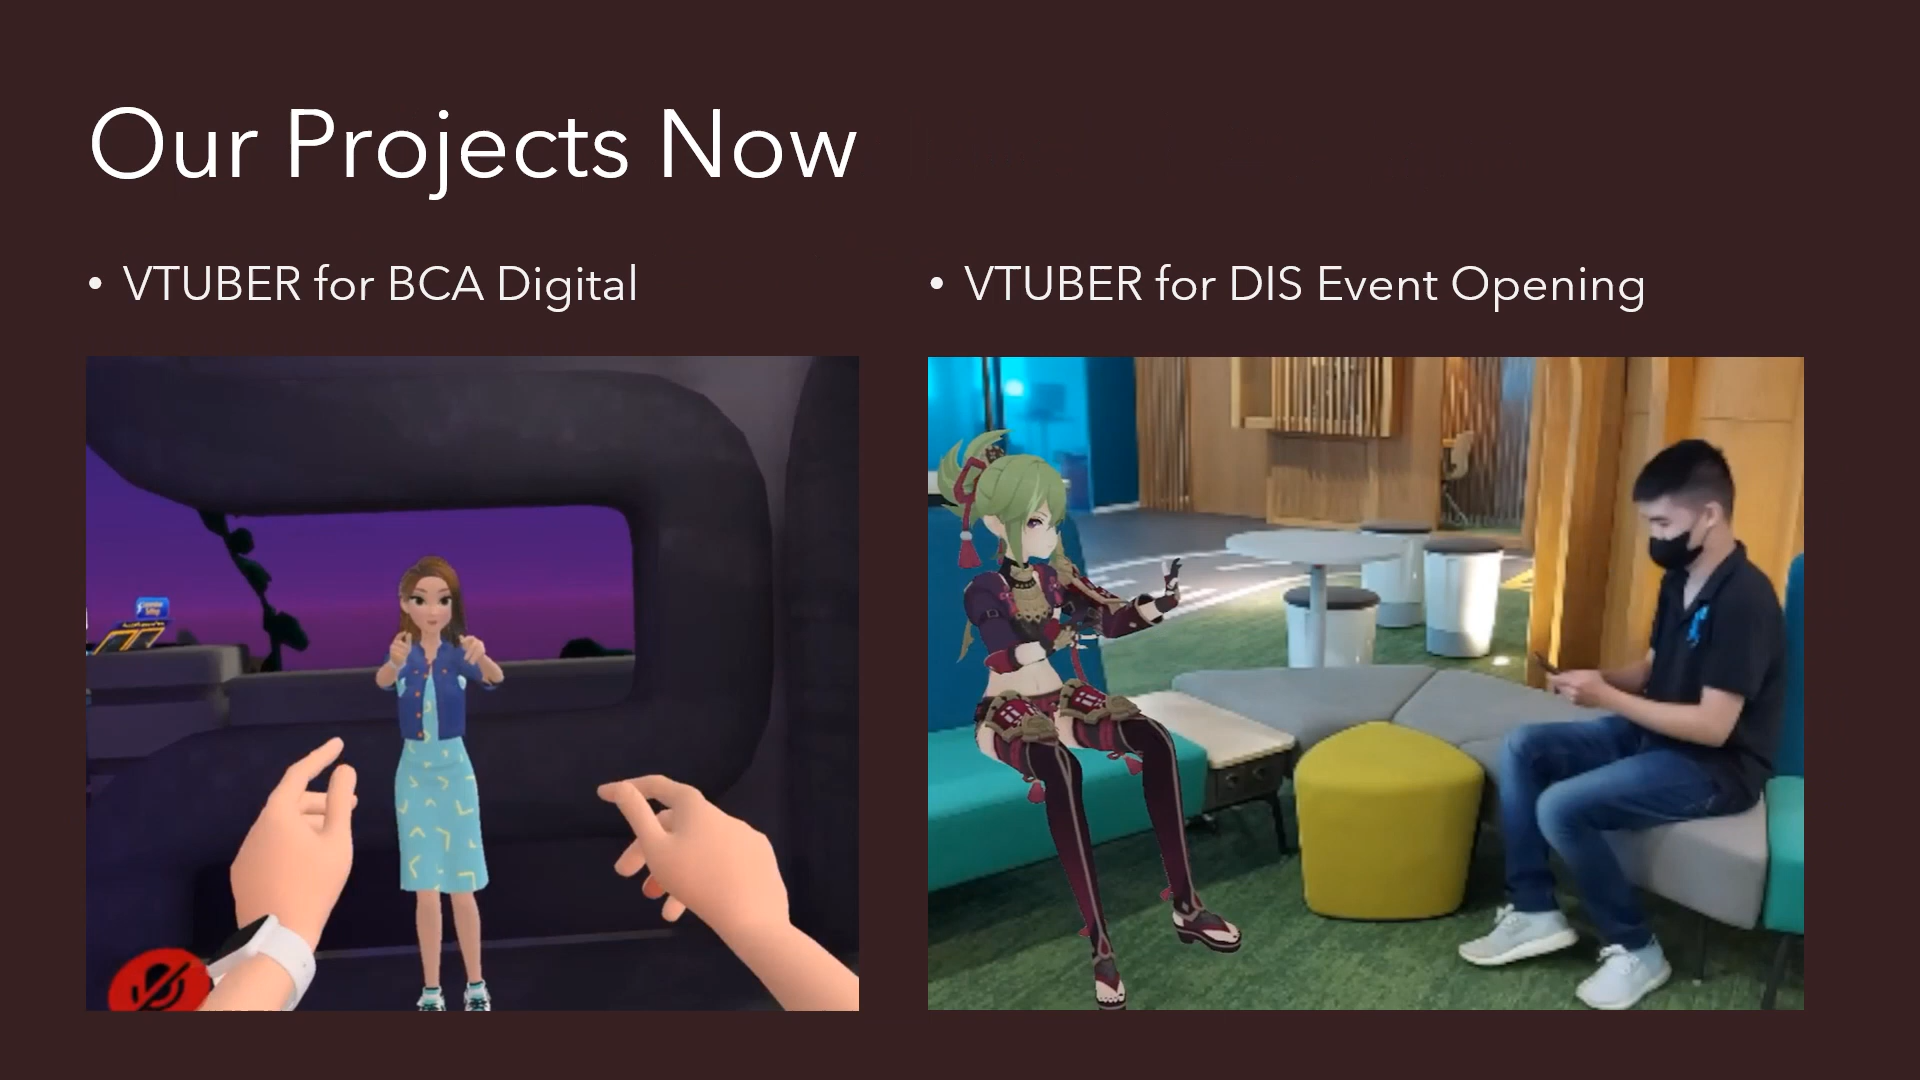 Our Projects Now
• VTUBER for BCA Digital
• VTUBER for DIS Event Opening